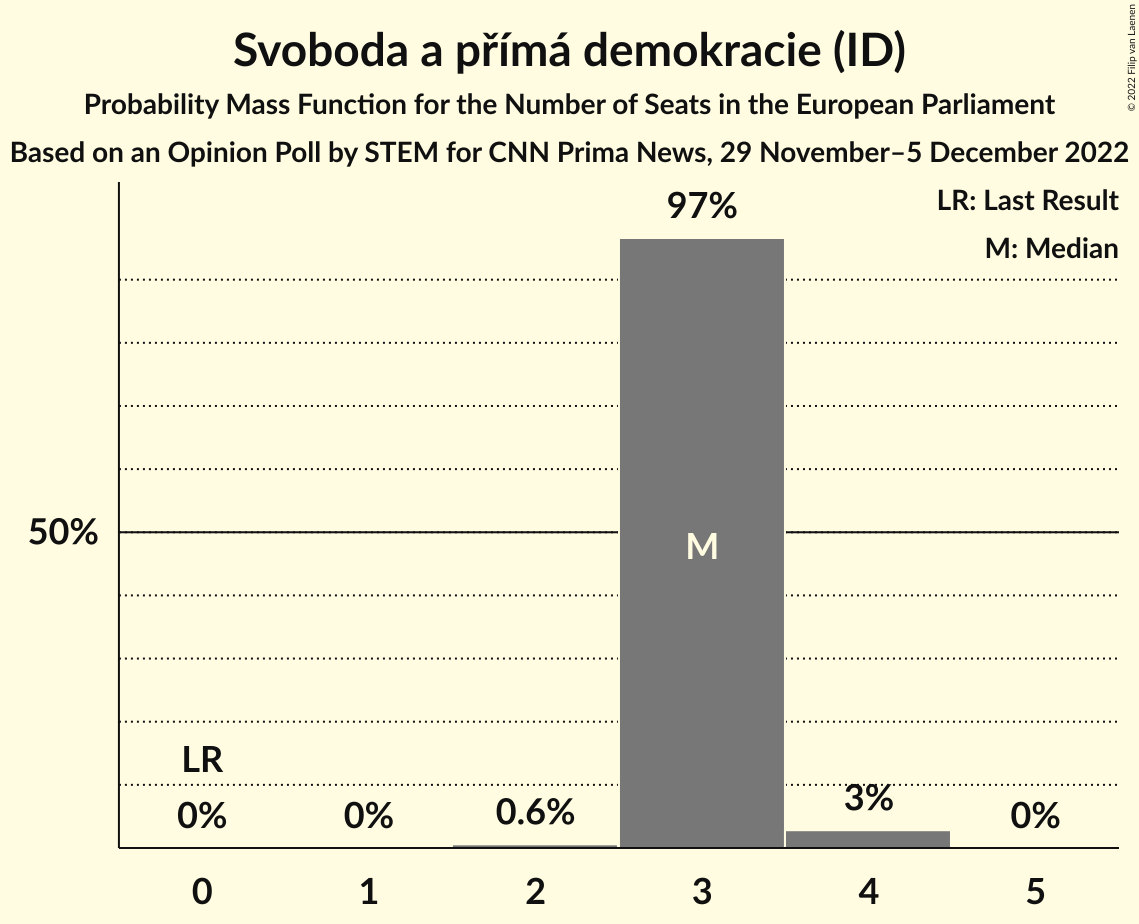 Svoboda a přímá demokracie (ID)
Probability Mass Function for the Number of Seats in the European Parliament
Based on an Opinion Poll by STEM for CNN Prima News, 29 November–5 December 2022
© 2022 Filip van Laenen
LR: Last Result
M: Median
97%
50%
M
LR
0%
0%
0.6%
3%
0%
0 1 2 3 4 5